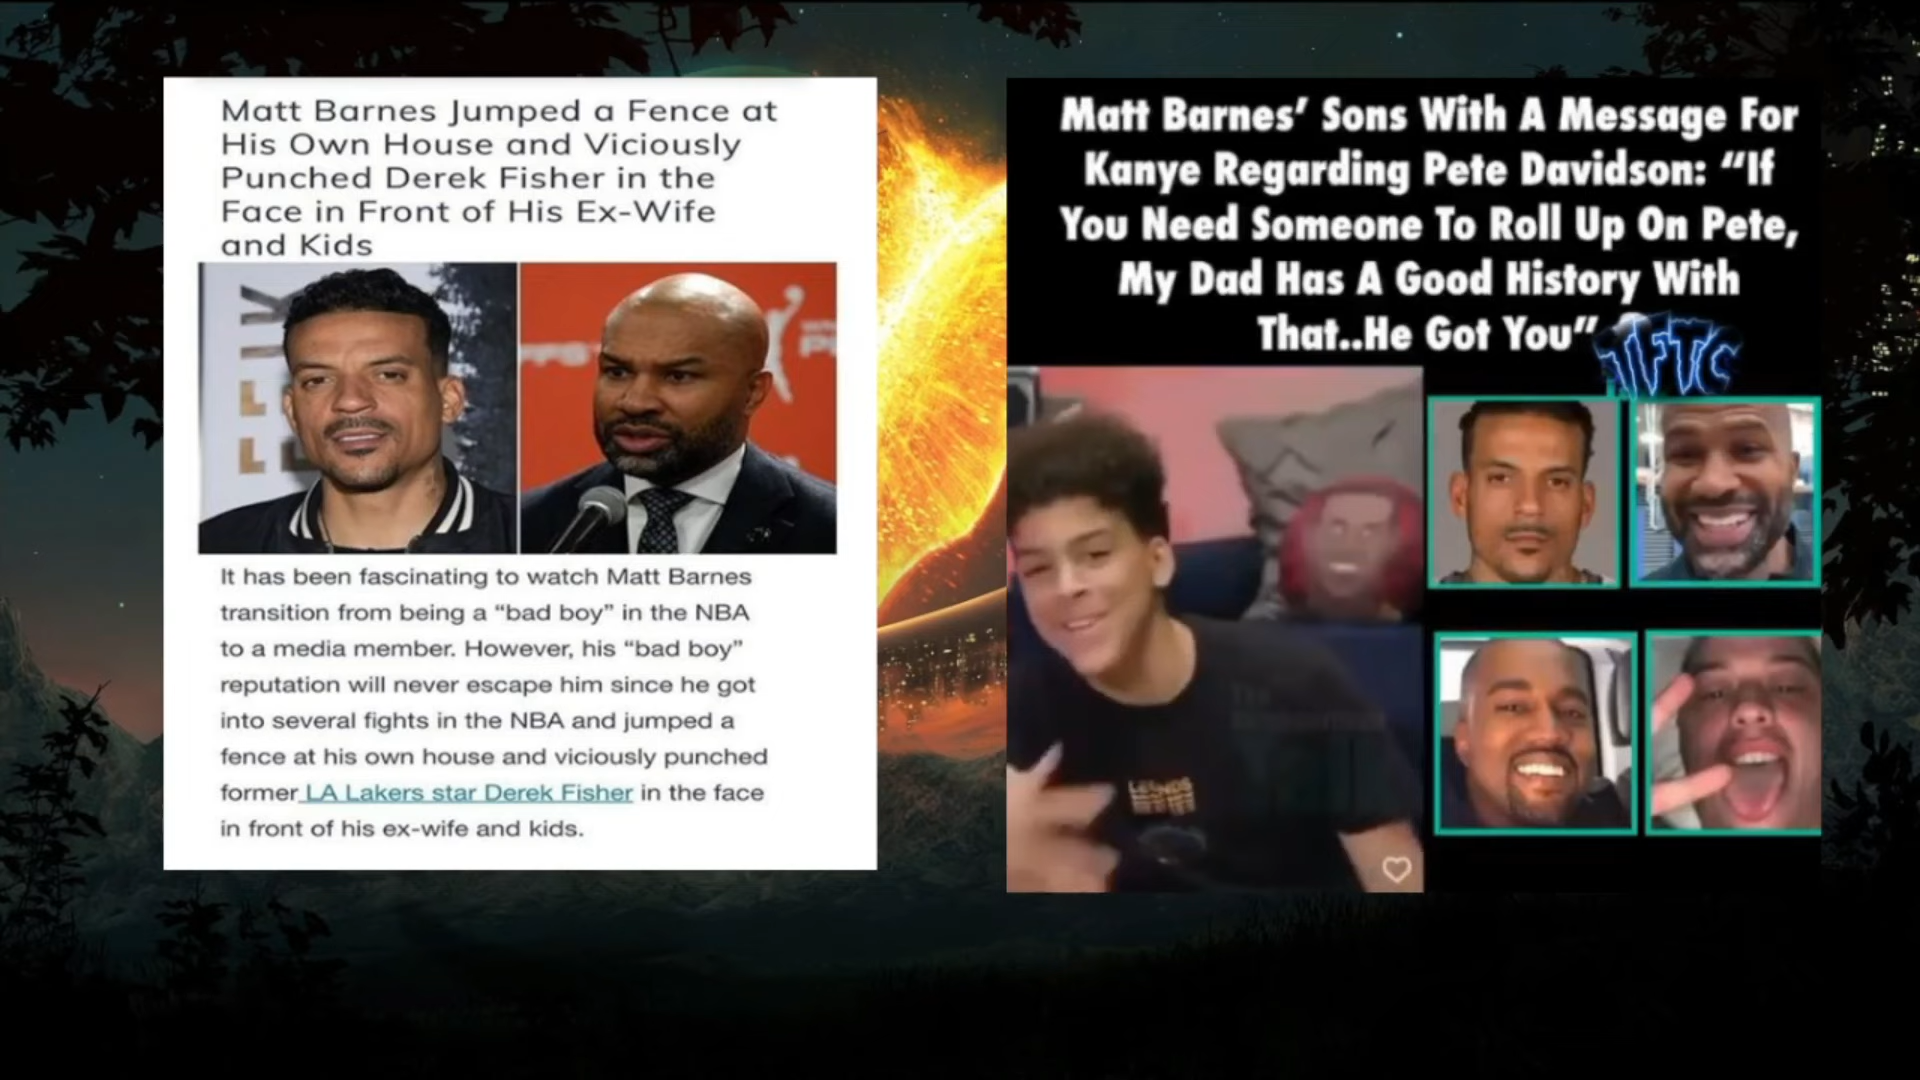 Matt Barnes Jumped a Fence at
His Own House and Viciously
Punched Derek Fisher in the
Face in Front of His Ex-Wife
and Kids
It has been fascinating to watch Matt Barnes
transition from being a “bad boy” in the NBA
to a media member. However, his “bad boy”
reputation will never escape him since he got
into several fights in the NBA and jumped a
fence at his own house and viciously punched
former LA Lakers star Derek Fisher in the face
in front of his ex-wife and kids.
Matt Barnes’ Sons With A Message For
Kanye Regarding Pete Davidson: “If
You Need Someone To Roll Up On Pete,
My Dad Has A Good History With
That..He Got You”